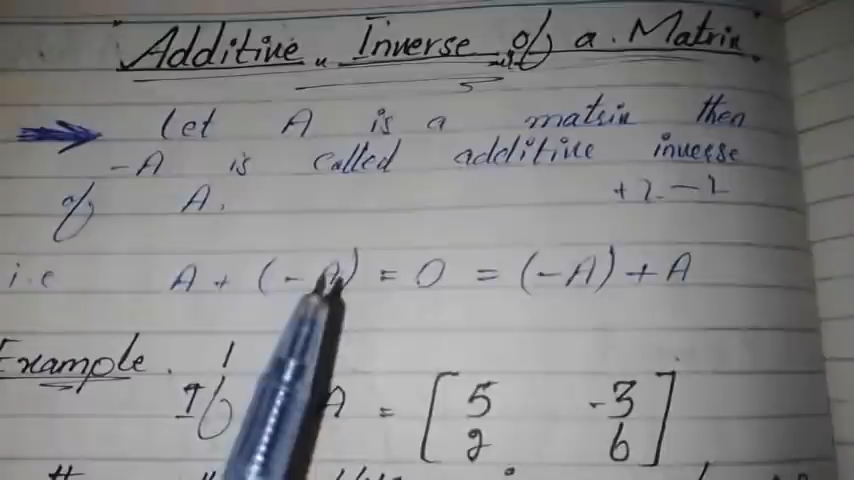 Additive Inverse of a Matrix
Let A is a matrix then
-A is called additive inverse
of A. +2 -2
i.e A + (-A) = 0 = (-A) + A
Example. 1
If A = [5 -3
2 6]